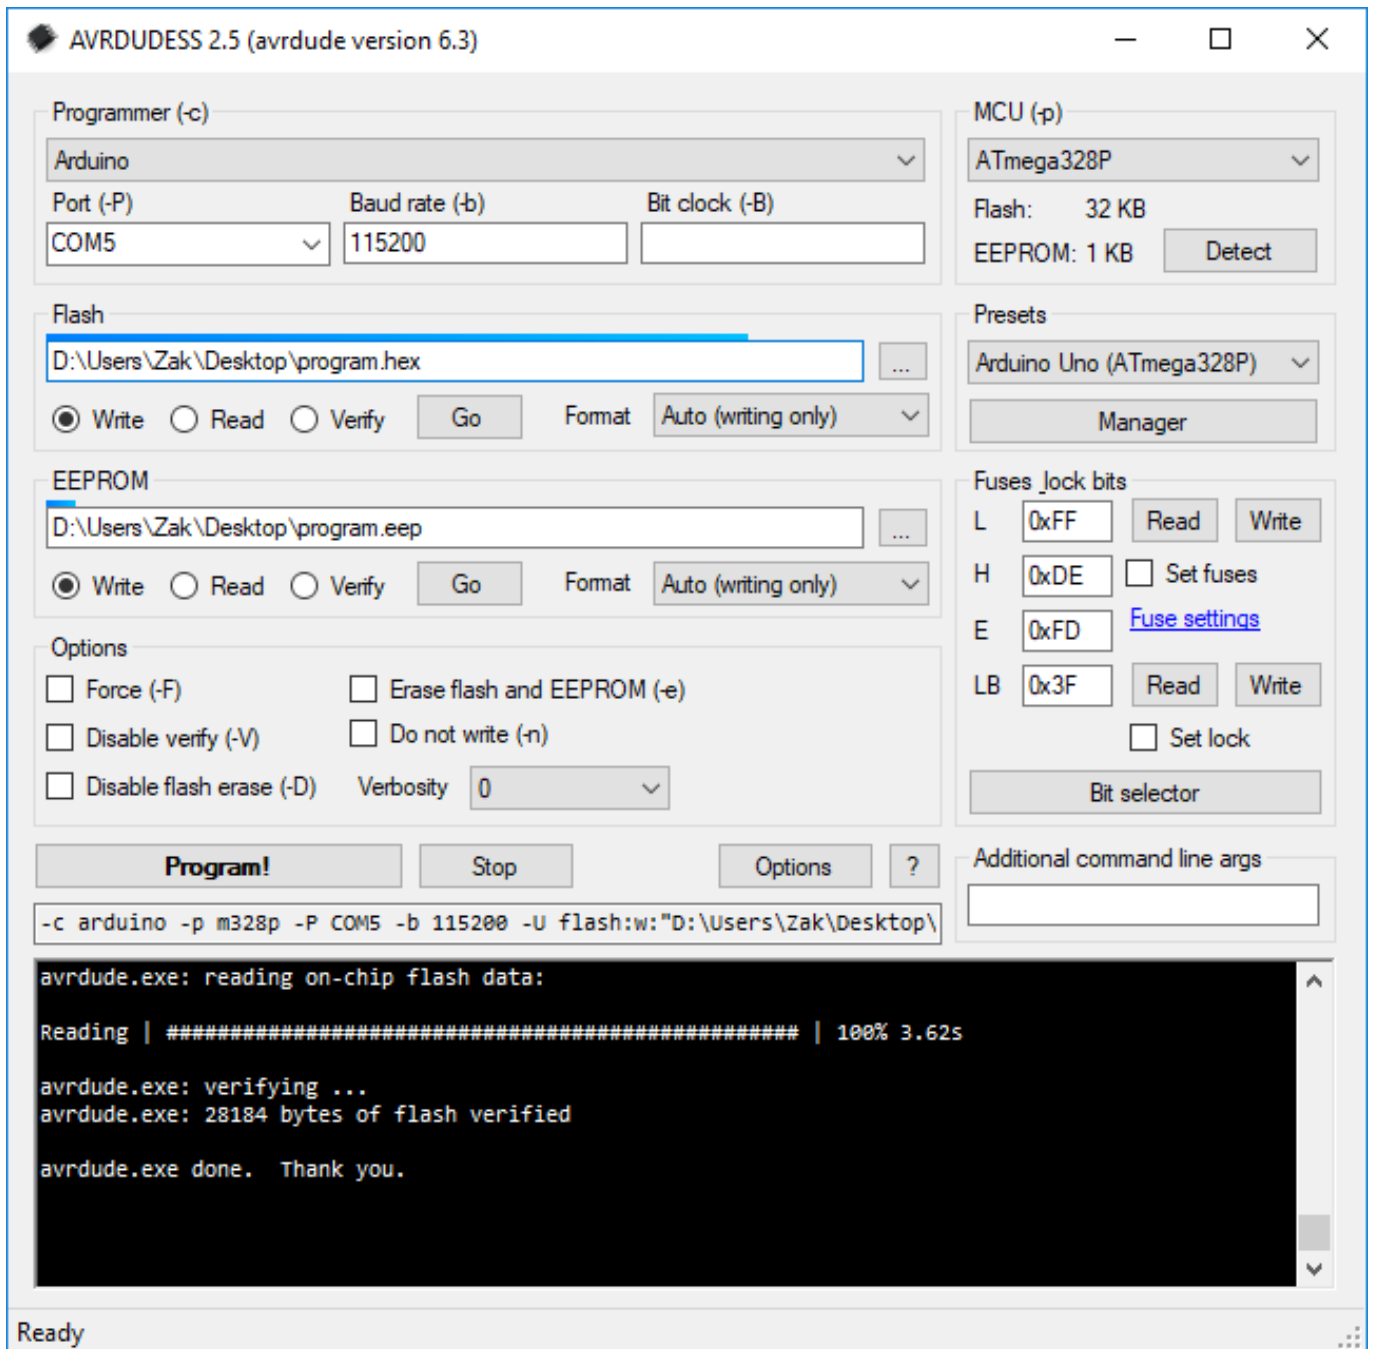 AVRDUDESS 2.5 (avrdude version 6.3)
Programmer (-c)
Arduino
Port (-P) Baud rate (-b) Bit clock (-B)
COM5 115200
MCU (-p)
ATmega328P
Flash: 32 KB
EEPROM: 1 KB Detect
Flash
D:\Users\Zak\Desktop\program.hex ...
Write Read Verify Go Format Auto (writing only)
Presets
Arduino Uno (ATmega328P)
Manager
EEPROM
D:\Users\Zak\Desktop\program.eep ...
Write Read Verify Go Format Auto (writing only)
Fuses _lock bits
L 0xFF Read Write
H 0xDE Set fuses
E 0xFD Fuse settings
LB 0x3F Read Write
Set lock
Bit selector
Options
Force (-F) Erase flash and EEPROM (-e)
Disable verify (-V) Do not write (-n)
Disable flash erase (-D) Verbosity 0
Program! Stop Options ?
Additional command line args
-c arduino -p m328p -P COM5 -b 115200 -U flash:w:"D:\Users\Zak\Desktop\
avrdude.exe: reading on-chip flash data:
Reading | ################################################## | 100% 3.62s
avrdude.exe: verifying ...
avrdude.exe: 28184 bytes of flash verified
avrdude.exe done.  Thank you.
Ready